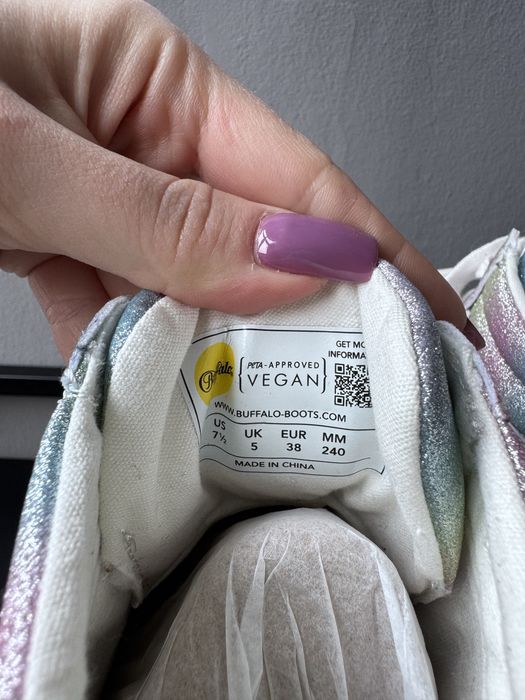 GET MO
INFORMA
Buffalo
PETA-APPROVED
VEGAN
WWW.BUFFALO-BOOTS.COM
US UK EUR MM
7½ 5 38 240
MADE IN CHINA